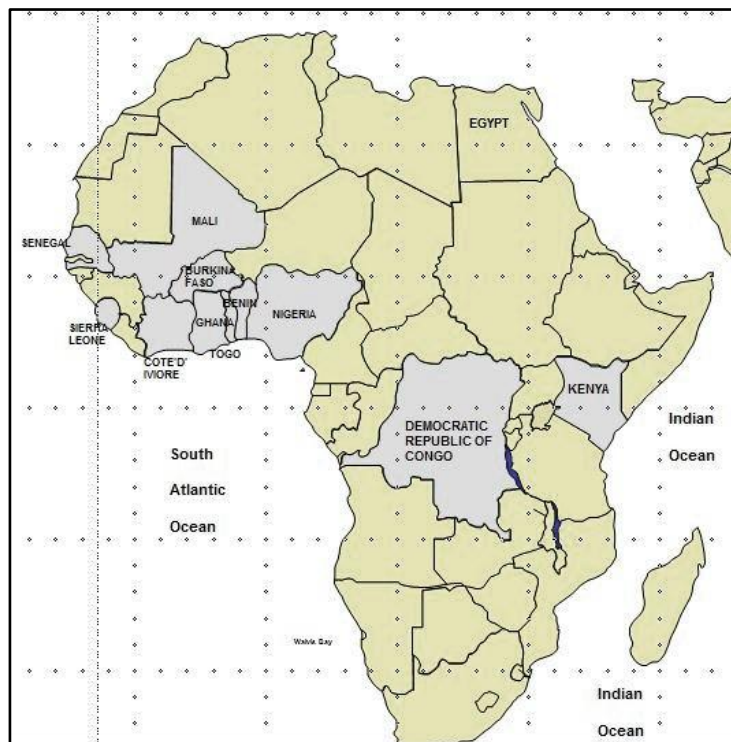 EGYPT
MALI
SENEGAL
BURKINA
FASO
BENIN
NIGERIA
GHANA
SIERRA
LEONE
TOGO
COTE'D'
IVIORE
KENYA
DEMOCRATIC
REPUBLIC OF
CONGO
Indian
Ocean
South
Atlantic
Ocean
Walvis Bay
Indian
Ocean